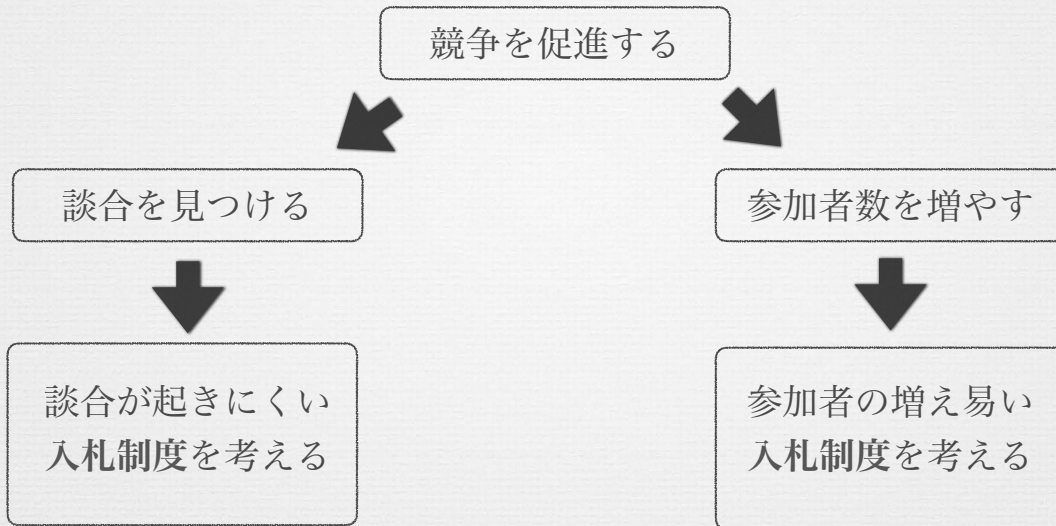 競争を促進する
談合を見つける
参加者数を増やす
談合が起きにくい
入札制度を考える
参加者の増え易い
入札制度を考える